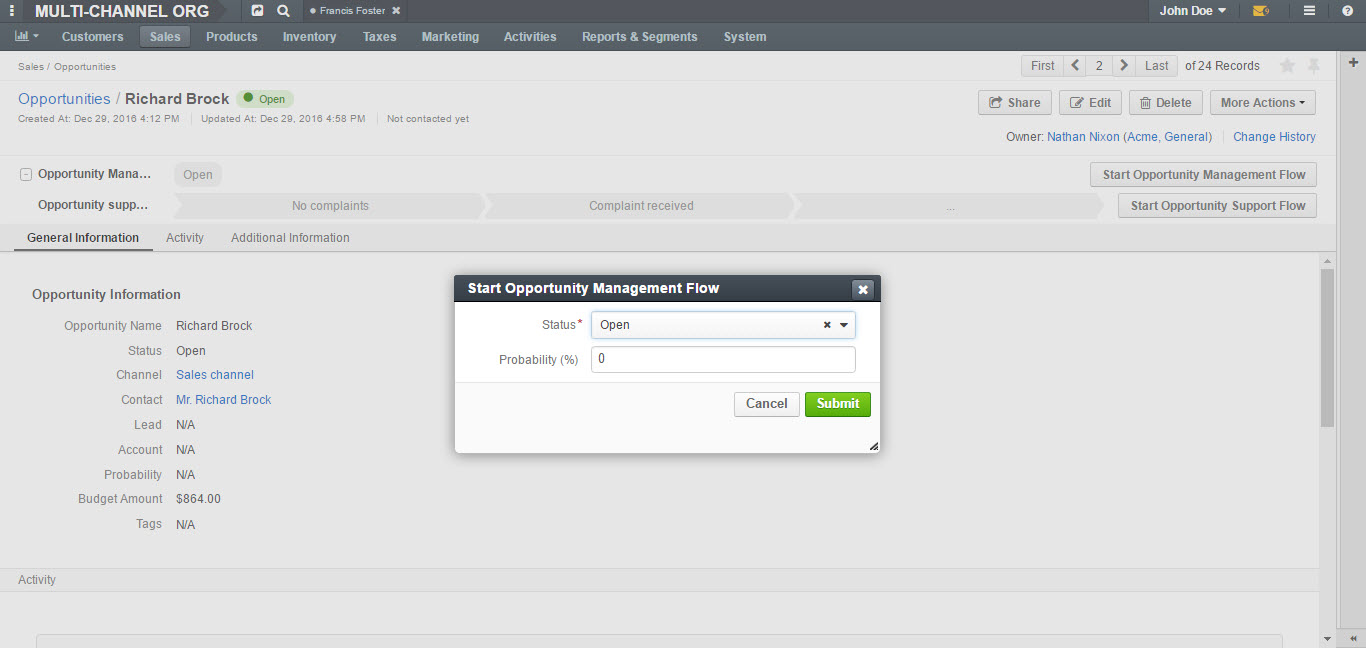 MULTI-CHANNEL ORG Francis Foster John Doe
Customers Sales Products Inventory Taxes Marketing Activities Reports & Segments System
Sales / Opportunities First 2 Last of 24 Records
Opportunities / Richard Brock Open Share Edit Delete More Actions
Created At: Dec 29, 2016 4:12 PM Updated At: Dec 29, 2016 4:58 PM Not contacted yet
Owner: Nathan Nixon (Acme, General) Change History
Opportunity Mana... Open Start Opportunity Management Flow
Opportunity supp... No complaints Complaint received ... Start Opportunity Support Flow
General Information Activity Additional Information
Start Opportunity Management Flow
Status* Open
Probability (%) 0
Cancel Submit
Opportunity Information
Opportunity Name Richard Brock
Status Open
Channel Sales channel
Contact Mr. Richard Brock
Lead N/A
Account N/A
Probability N/A
Budget Amount $864.00
Tags N/A
Activity